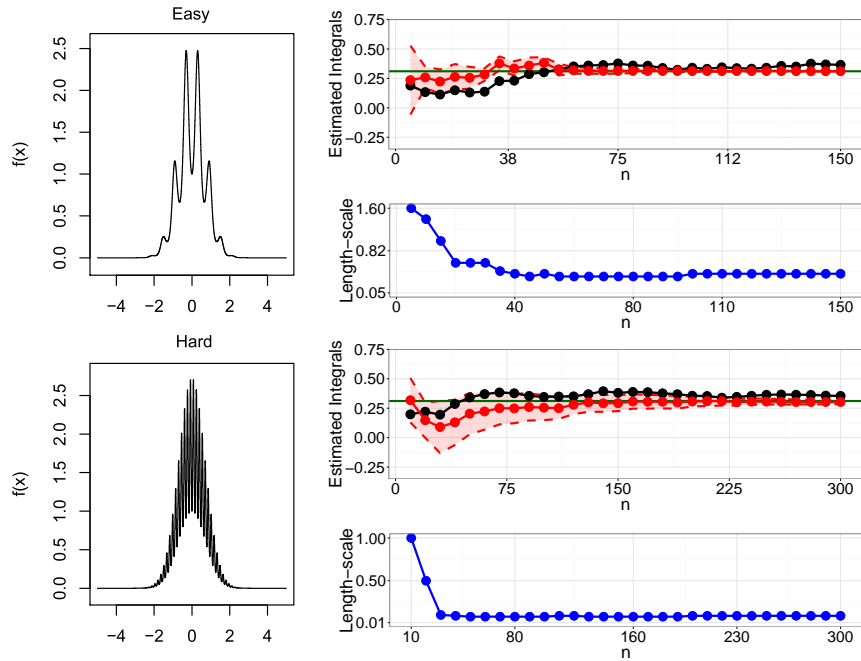 Easy
f(x)
2.5
2.0
1.5
1.0
0.5
0.0
−4 −2 0 2 4
Estimated Integrals
0.75
0.50
0.25
0.00
−0.25
0 38 75 112 150
n
Length−scale
1.60
0.82
0.05
0 40 80 110 150
n
Hard
f(x)
2.5
2.0
1.5
1.0
0.5
0.0
−4 −2 0 2 4
Estimated Integrals
0.75
0.50
0.25
0.00
−0.25
0 75 150 225 300
n
Length−scale
1.00
0.50
0.01
10 80 160 230 300
n